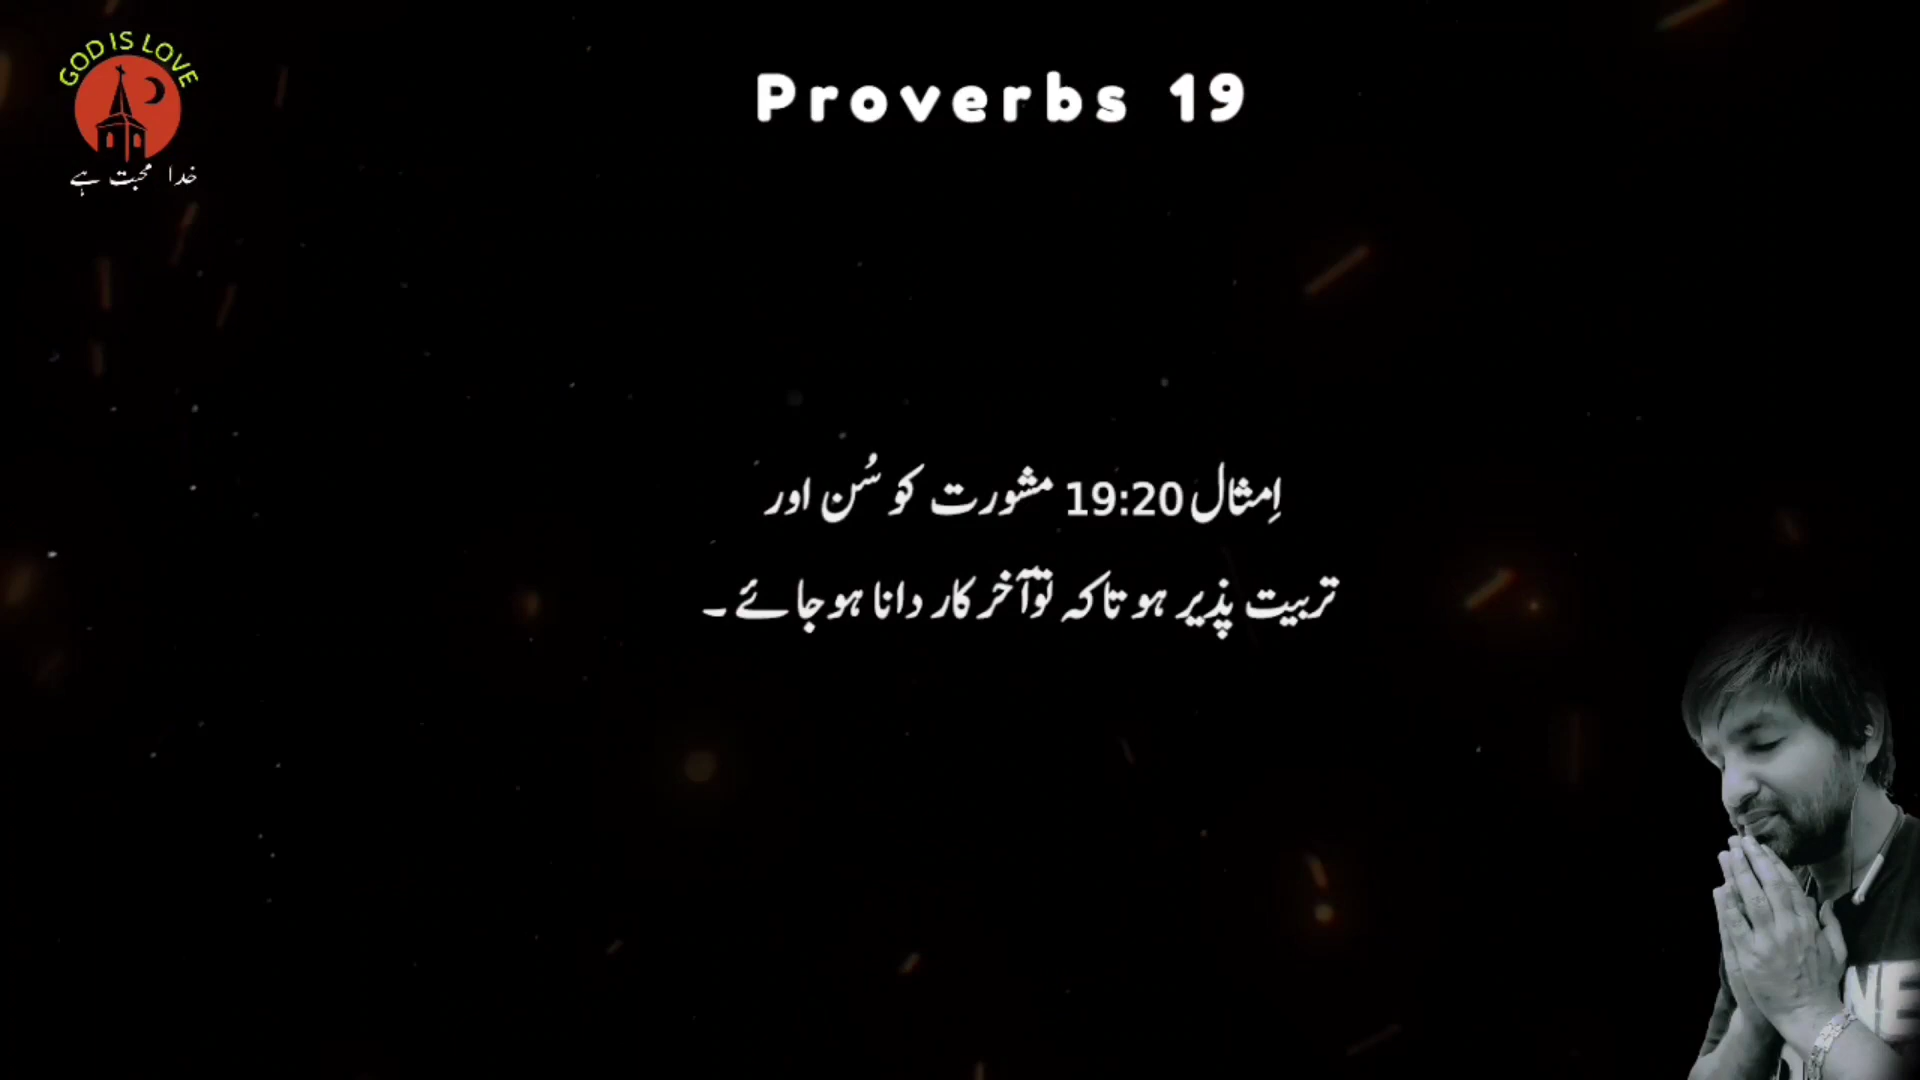 GOD IS LOVE
خدا محبت ہے
Proverbs 19
اِمثال 19:20 مشورت کو سُن اور
تربیت پذیر ہو تاکہ تُو آخر کار دانا ہو جائے ۔
NE